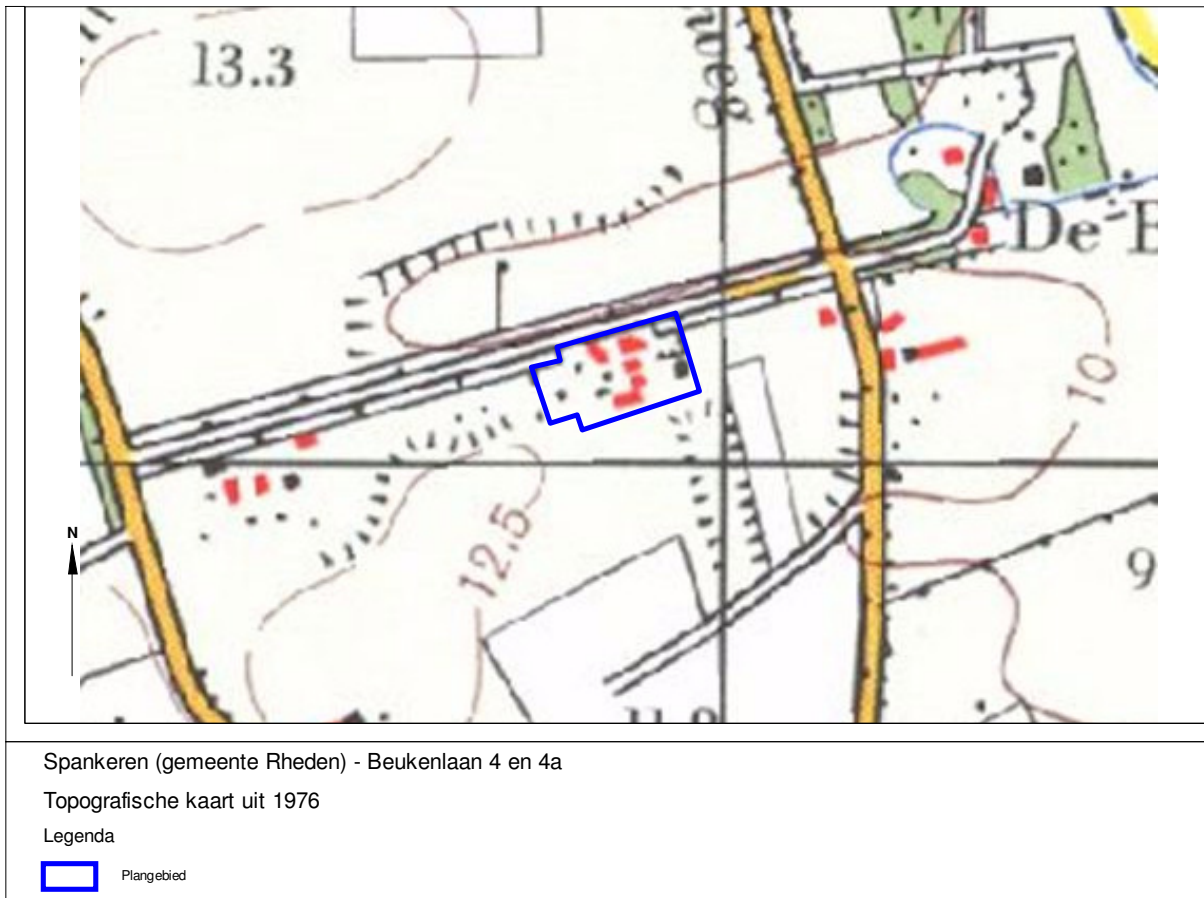 13.3
weg
De
10
12.5
9
N
Spankeren (gemeente Rheden) - Beukenlaan 4 en 4a
Topografische kaart uit 1976
Legenda
Plangebied